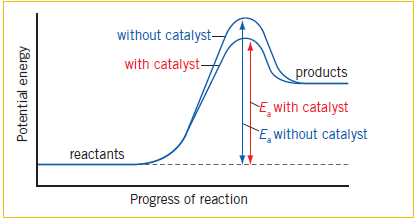 without catalyst
with catalyst
products
Eₐ with catalyst
Eₐ without catalyst
reactants
Potential energy
Progress of reaction